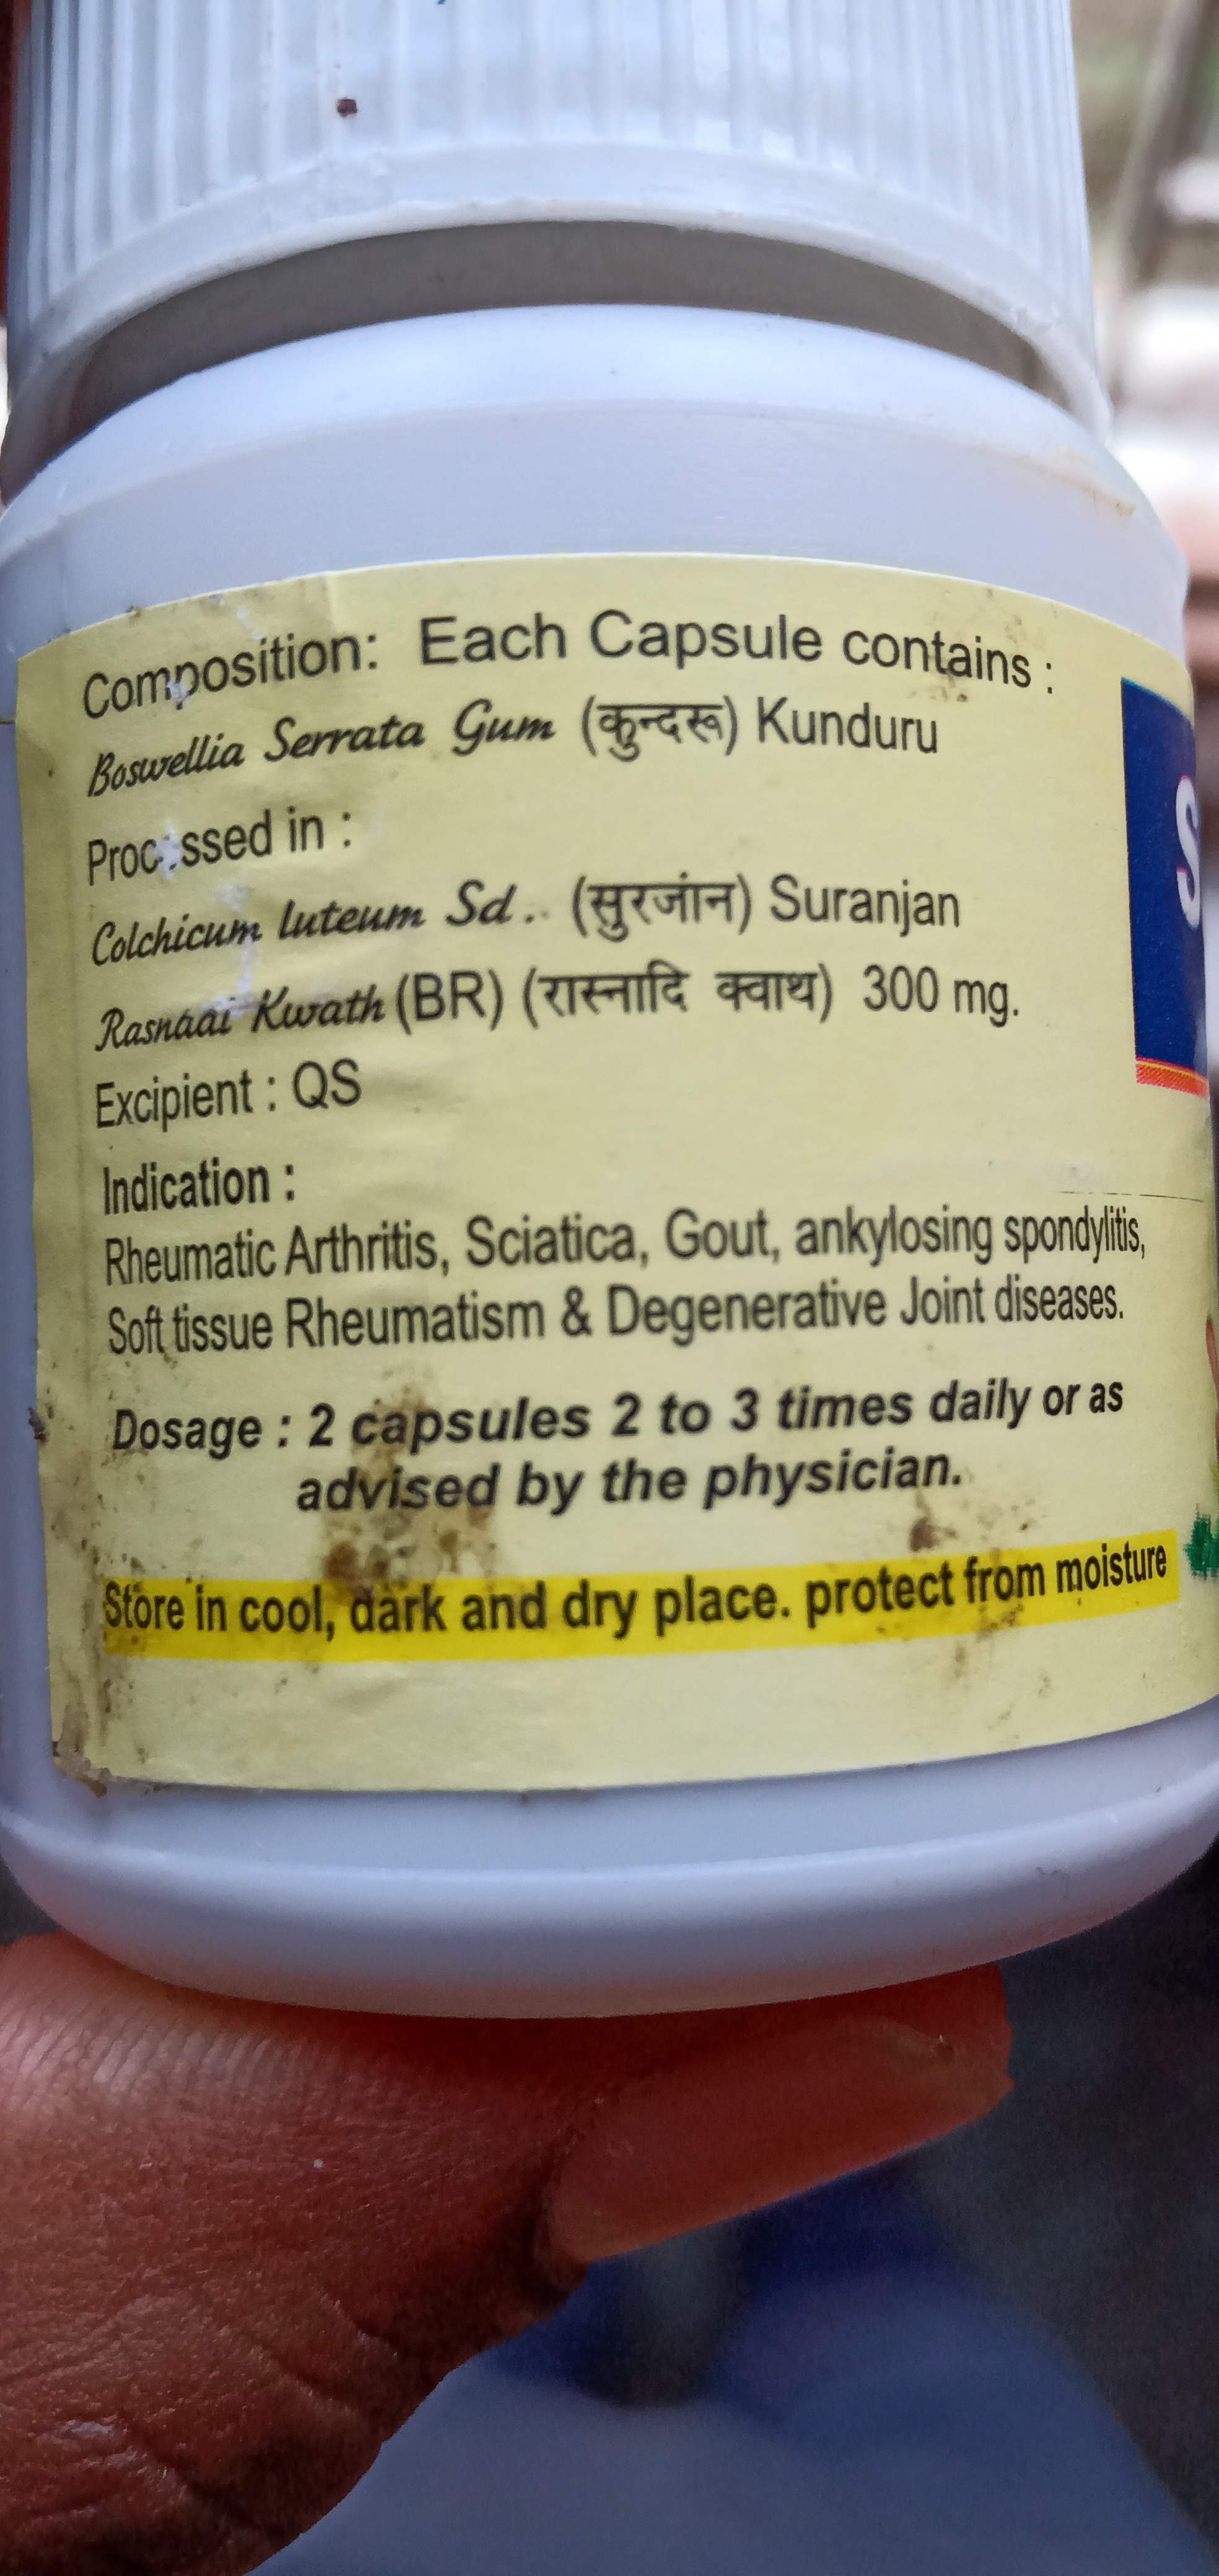 Composition: Each Capsule contains :
Boswellia Serrata Gum (कुन्दरू) Kunduru
Processed in :
Colchicum luteum Sd.. (सुरजांन) Suranjan
Rasnadi Kwath (BR) (रास्नादि क्वाथ) 300 mg.
Excipient : QS
Indication :
Rheumatic Arthritis, Sciatica, Gout, ankylosing spondylitis,
Soft tissue Rheumatism & Degenerative Joint diseases.
Dosage : 2 capsules 2 to 3 times daily or as
advised by the physician.
Store in cool, dark and dry place. protect from moisture
S